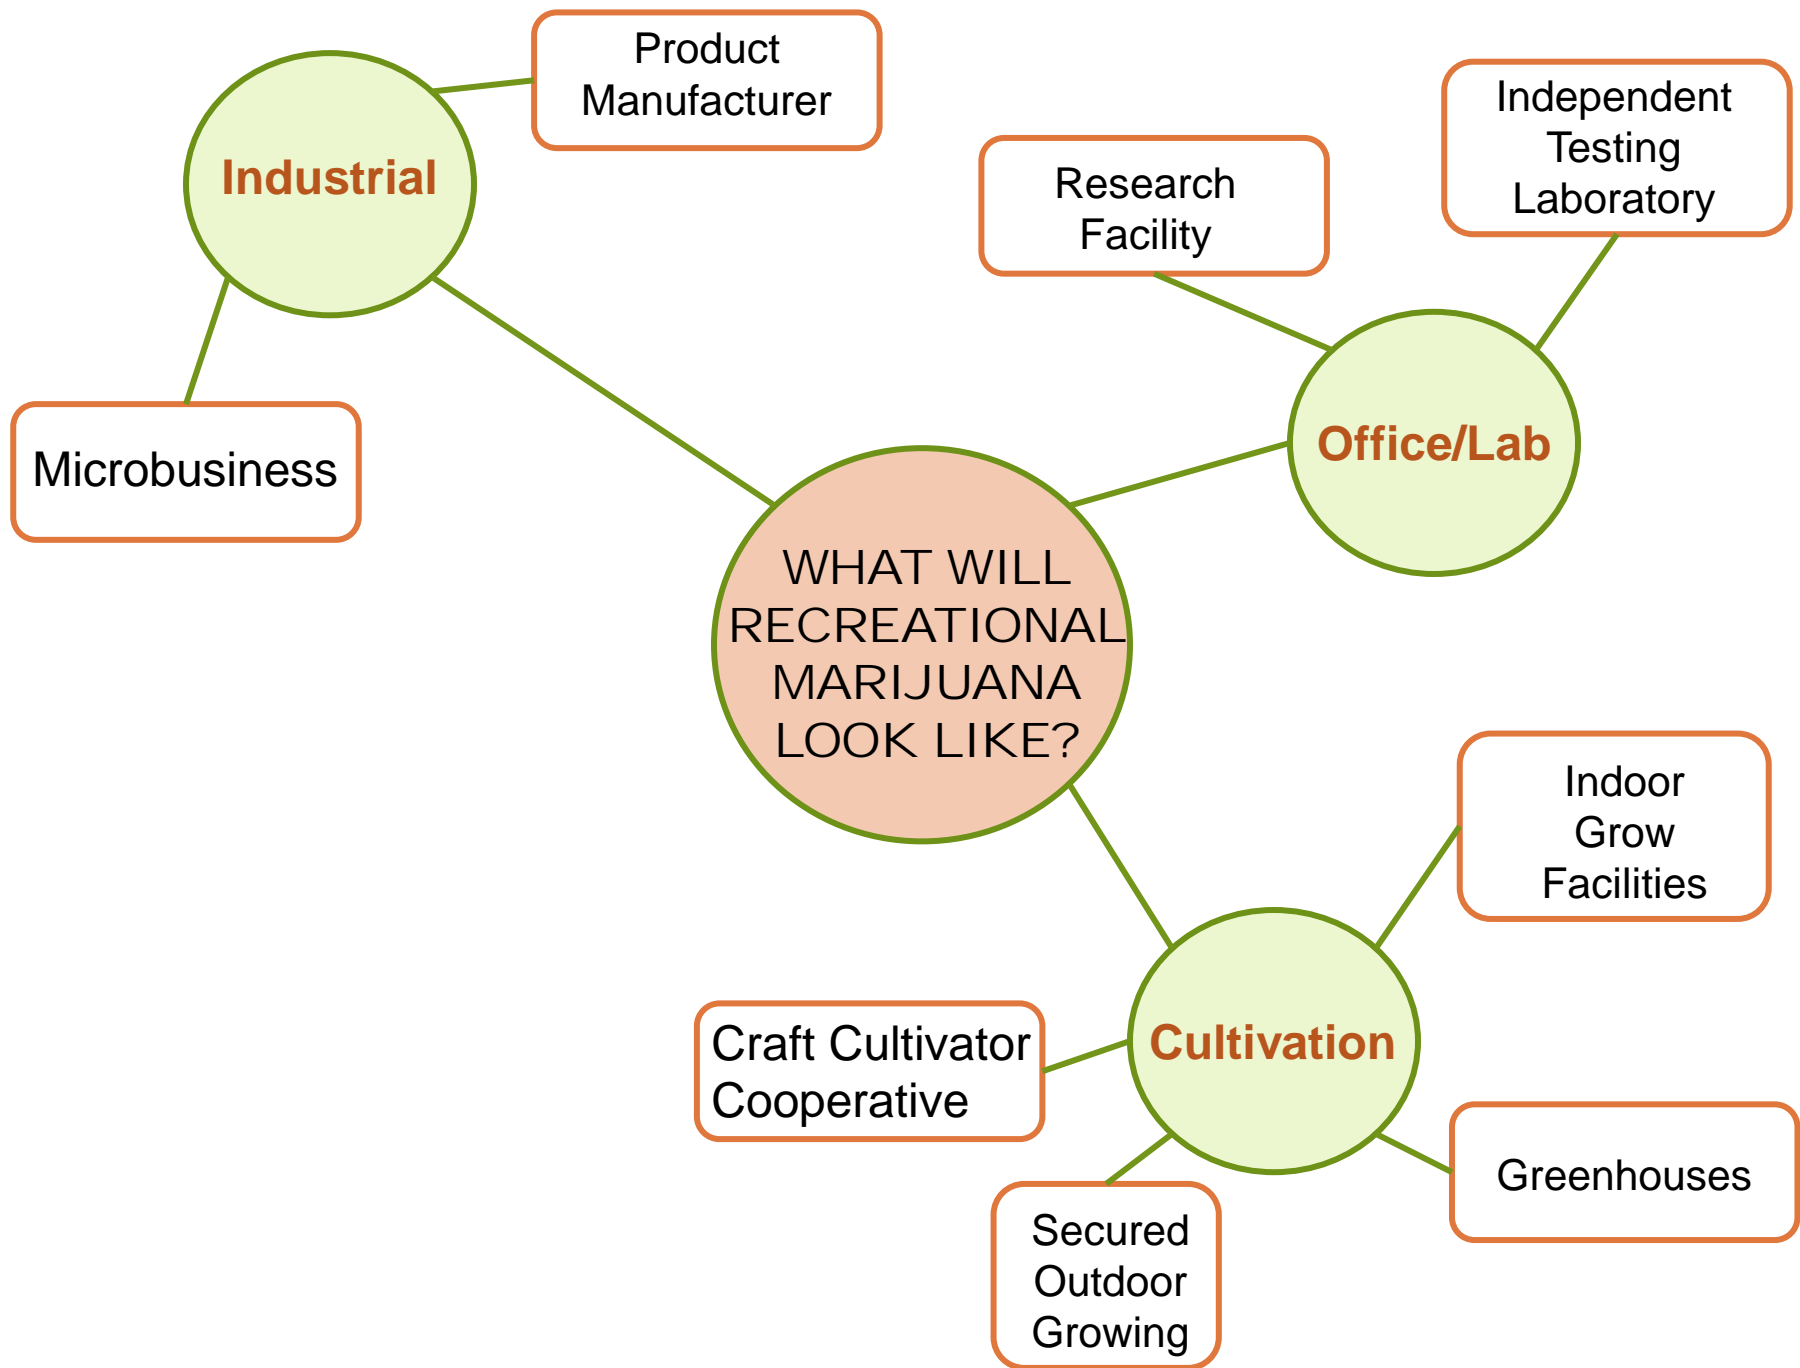 Product
Manufacturer
Industrial
Microbusiness
Independent
Testing
Laboratory
Research
Facility
Office/Lab
WHAT WILL
RECREATIONAL
MARIJUANA
LOOK LIKE?
Indoor
Grow
Facilities
Cultivation
Craft Cultivator
Cooperative
Greenhouses
Secured
Outdoor
Growing